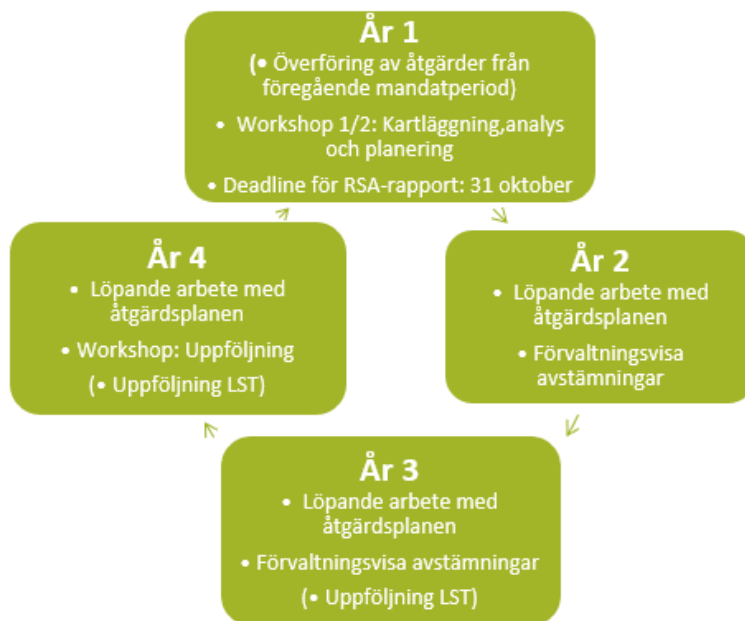 År 1
(• Överföring av åtgärder från
föregående mandatperiod)
• Workshop 1/2: Kartläggning,analys
och planering
• Deadline för RSA-rapport: 31 oktober
År 2
• Löpande arbete med
åtgärdsplanen
• Förvaltningsvisa
avstämningar
År 3
• Löpande arbete med
åtgärdsplanen
• Förvaltningsvisa avstämningar
(• Uppföljning LST)
År 4
• Löpande arbete med
åtgärdsplanen
• Workshop: Uppföljning
(• Uppföljning LST)